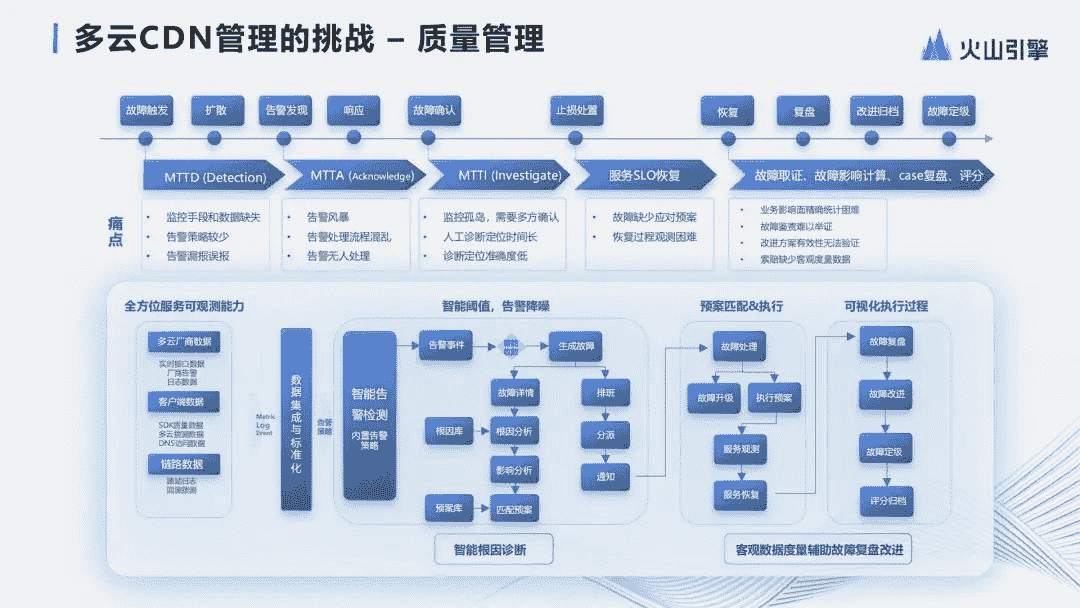 多云CDN管理的挑战 – 质量管理
火山引擎
故障触发
扩散
告警发现
响应
故障确认
止损处置
恢复
复盘
改进归档
故障定级
MTTD (Detection)
MTTA (Acknowledge)
MTTI (Investigate)
服务SLO恢复
故障取证、故障影响计算、case复盘、评分
痛点
• 监控手段和数据缺失
• 告警策略较少
• 告警漏报误报
• 告警风暴
• 告警处理流程混乱
• 告警无人处理
• 监控孤岛，需要多方确认
• 人工诊断定位时间长
• 诊断定位准确度低
• 故障缺少应对预案
• 恢复过程观测困难
• 业务影响面精确统计困难
• 故障鉴责难以举证
• 改进方案有效性无法验证
• 索赔缺少客观度量数据
全方位服务可观测能力
智能阈值，告警降噪
预案匹配&执行
可视化执行过程
多云厂商数据
实时接口数据
厂商告警
日志数据
客户端数据
SDK质量数据
多云拨测数据
DNS访问数据
链路数据
源站日志
回源拨测
Metric
Log
Event
数据集成与标准化
告警
策略
智能告
警检测
内置告警
策略
告警事件
智能
收敛
生成故障
故障详情
根因库
根因分析
影响分析
预案库
匹配预案
排班
分派
通知
故障处理
故障升级
执行预案
服务观测
服务恢复
故障复盘
故障改进
故障定级
评分归档
智能根因诊断
客观数据度量辅助故障复盘改进